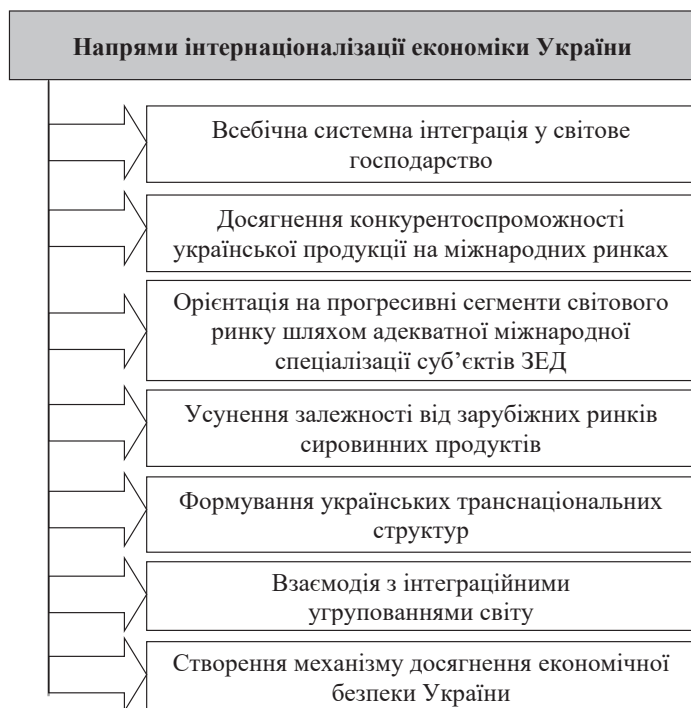 Напрями інтернаціоналізації економіки України
Всебічна системна інтеграція у світове
господарство
Досягнення конкурентоспроможності
української продукції на міжнародних ринках
Орієнтація на прогресивні сегменти світового
ринку шляхом адекватної міжнародної
спеціалізації суб’єктів ЗЕД
Усунення залежності від зарубіжних ринків
сировинних продуктів
Формування українських транснаціональних
структур
Взаємодія з інтеграційними
угрупованнями світу
Створення механізму досягнення економічної
безпеки України